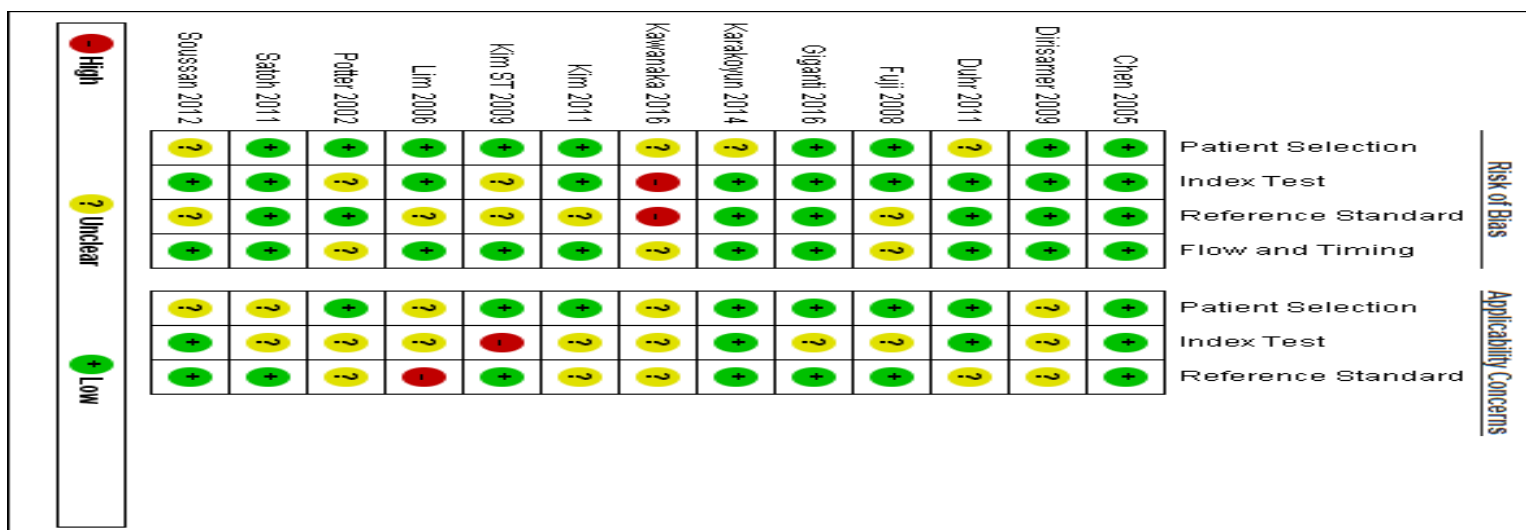 Risk of Bias
Applicability Concerns
Patient Selection
Index Test
Reference Standard
Flow and Timing
Patient Selection
Index Test
Reference Standard
Chen 2005 + + + + + + +
Dirisamer 2009 + + + + ? ? ?
Duhr 2011 ? + + + + + ?
Fuji 2008 + + ? ? + ? +
Giganti 2016 + + + + + ? +
Karakoyun 2014 ? + + + + + +
Kawanaka 2016 ? - - ? ? ? ?
Kim 2011 + + ? + + ? ?
Kim ST 2009 + ? ? + + - +
Lim 2006 + + ? + ? ? -
Potter 2002 + ? + ? + ? ?
Satoh 2011 + + + + ? ? +
Soussan 2012 ? + ? + ? + +
- High ? Unclear + Low